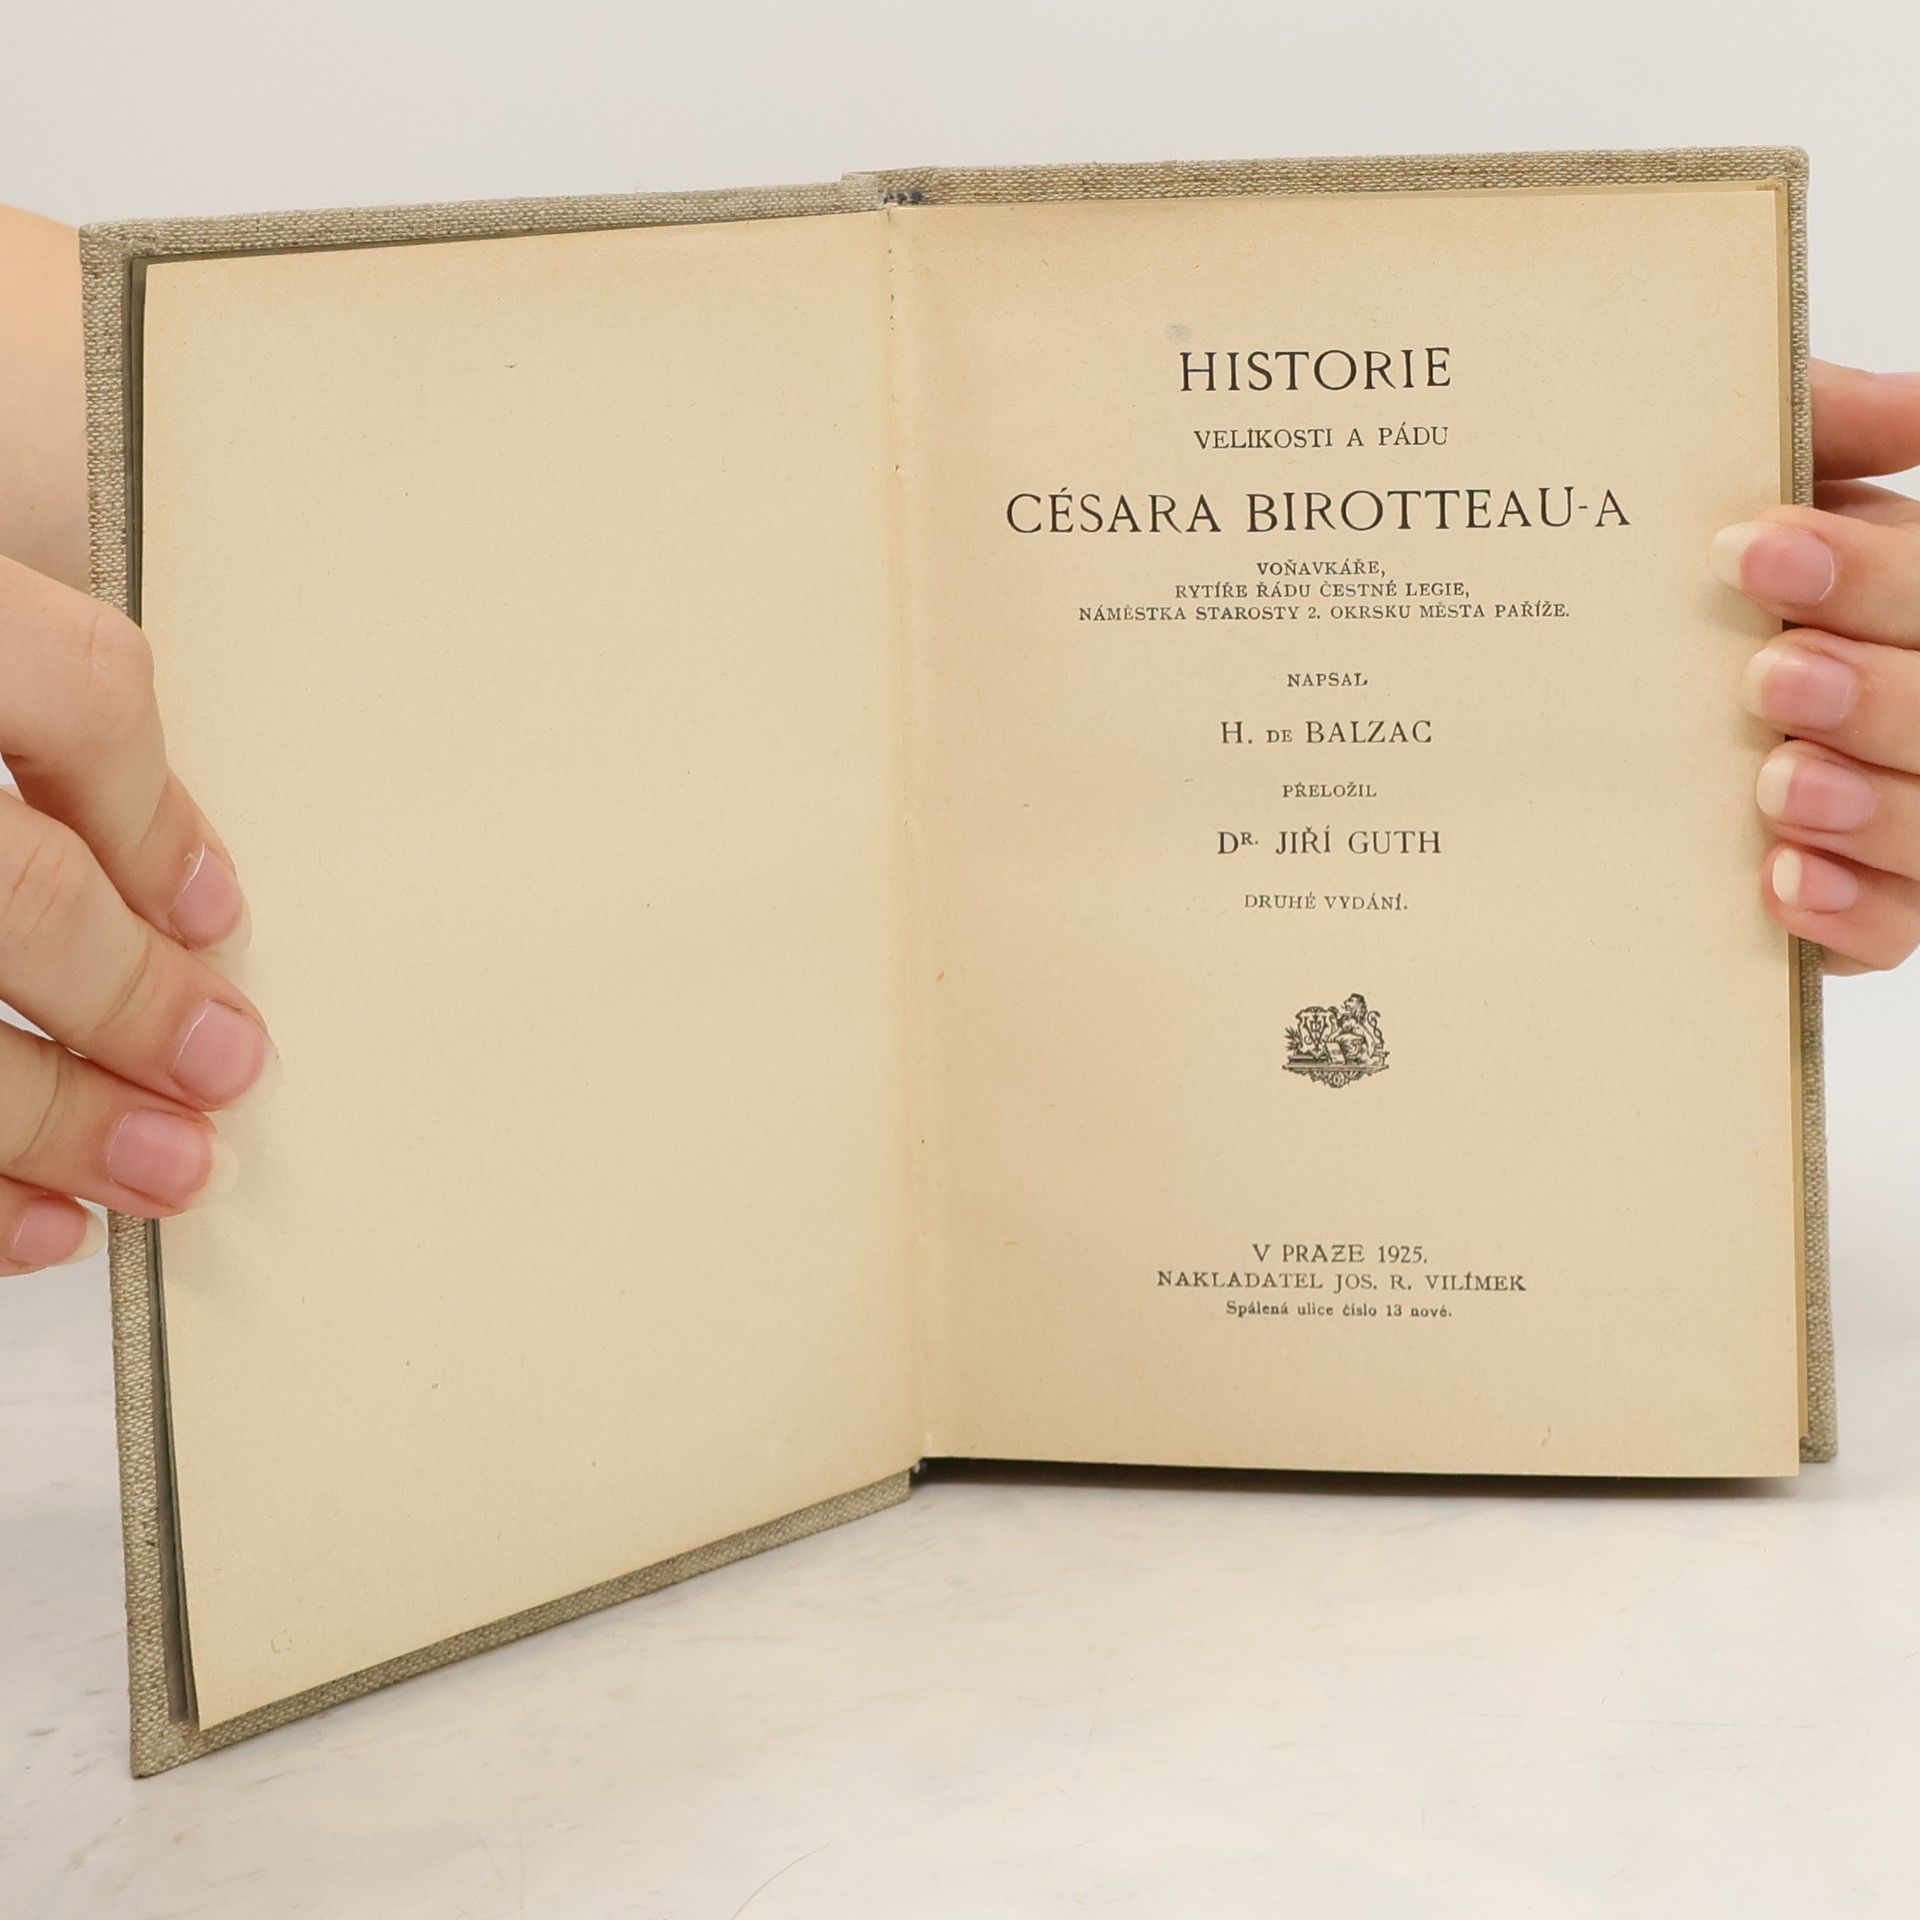 HISTORIE
VELIKOSTI A PÁDU
CÉSARA BIROTTEAU-A
VOŇAVKÁŘE,
RYTÍŘE ŘÁDU ČESTNÉ LEGIE,
NÁMĚSTKA STAROSTY 2. OKRSKU MĚSTA PAŘÍŽE.
NAPSAL
H. DE BALZAC
PŘELOŽIL
DR. JIŘÍ GUTH
DRUHÉ VYDÁNÍ.
V PRAZE 1925.
NAKLADATEL JOS. R. VILÍMEK
Spálená ulice číslo 13 nové.